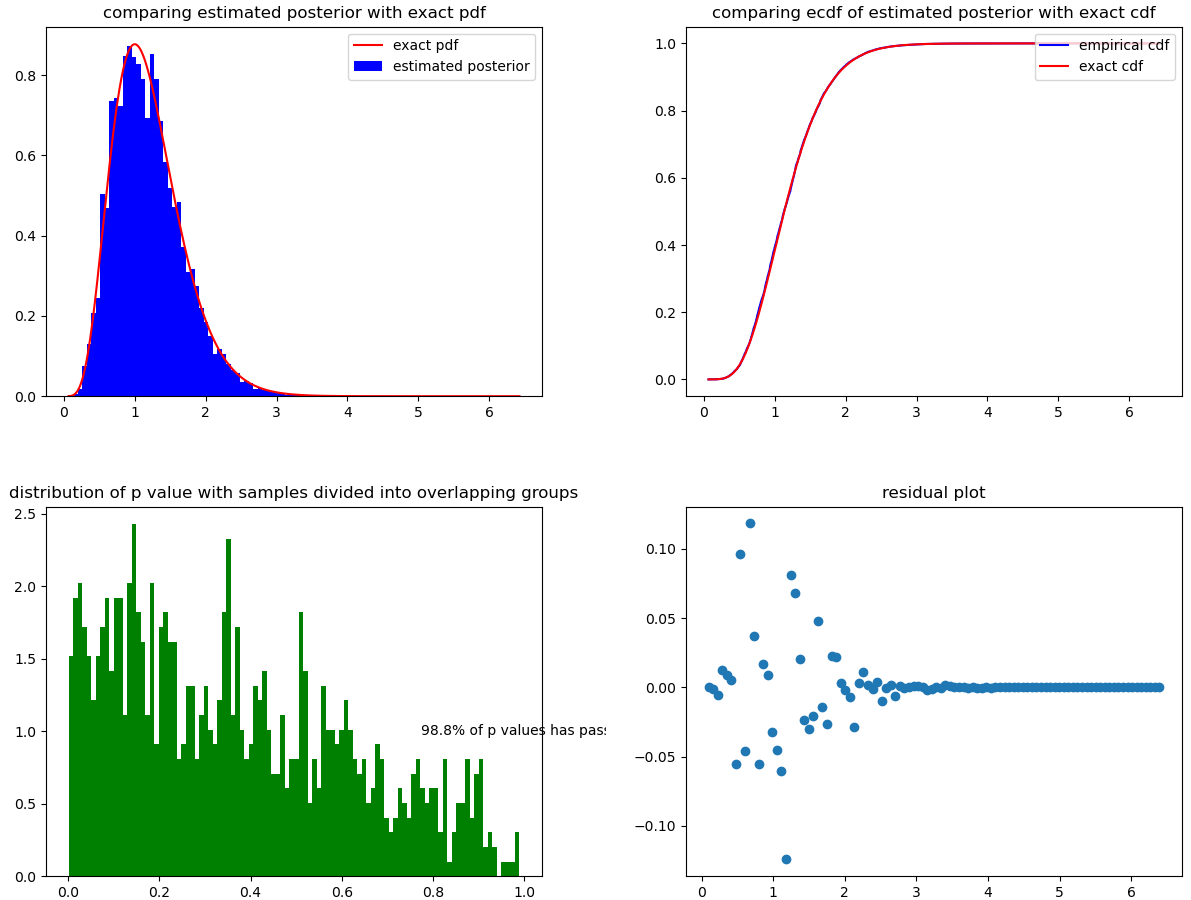 comparing estimated posterior with exact pdf
exact pdf
estimated posterior
0.8
0.6
0.4
0.2
0.0
0 1 2 3 4 5 6
comparing ecdf of estimated posterior with exact cdf
empirical cdf
exact cdf
1.0
0.8
0.6
0.4
0.2
0.0
0 1 2 3 4 5 6
distribution of p value with samples divided into overlapping groups
2.5
2.0
1.5
1.0
0.5
0.0
98.8% of p values has pas
0.0 0.2 0.4 0.6 0.8 1.0
residual plot
0.10
0.05
0.00
−0.05
−0.10
0 1 2 3 4 5 6